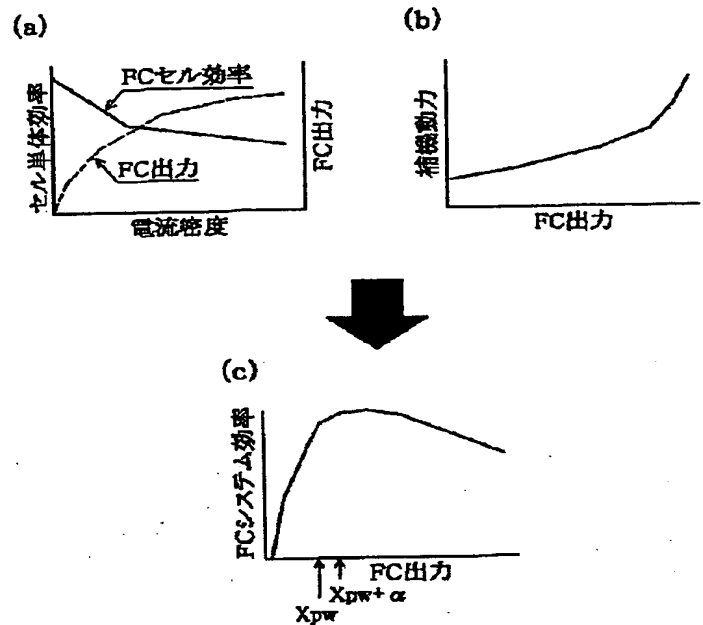 (a)
FCセル効率
セル単体効率
FC出力
FC出力
電流密度
(b)
補機動力
FC出力
(c)
FCシステム効率
FC出力
Xpw+α
Xpw